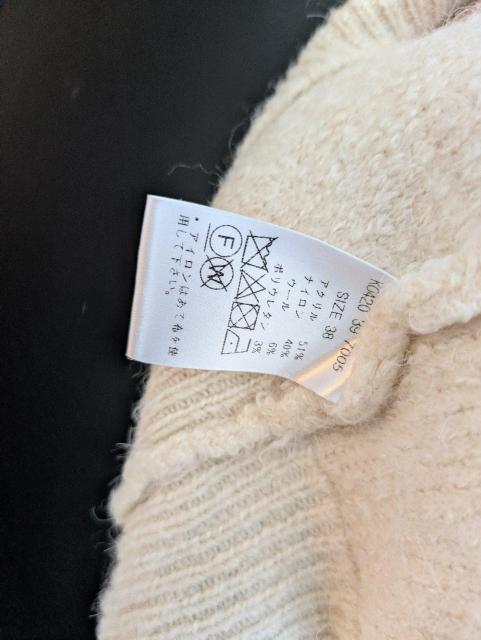 KQ420 39 7005
SIZE 38
アクリル 51%
ナイロン 40%
ウール 6%
ポリウレタン 3%
F W
* アイロンはあて布を使
用して下さい。